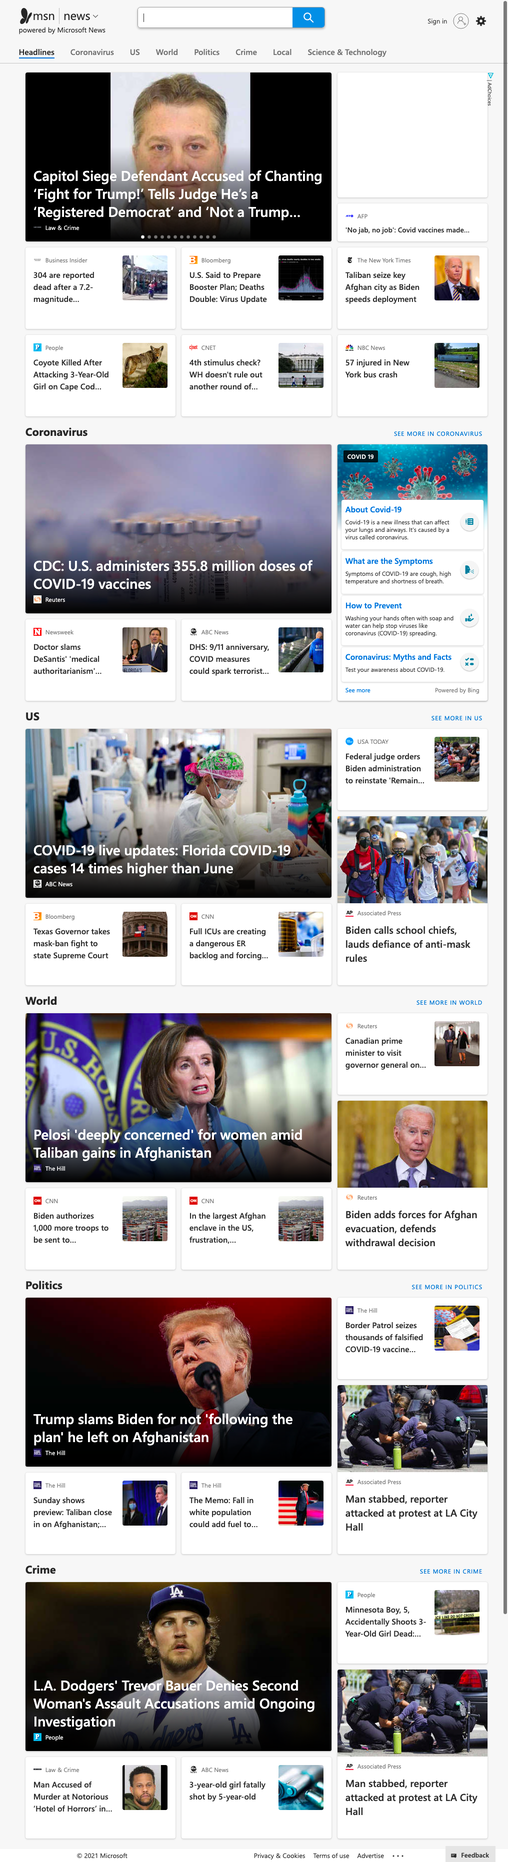 msn | news
powered by Microsoft News
Sign in
Headlines
Coronavirus
US
World
Politics
Crime
Local
Science & Technology
Capitol Siege Defendant Accused of Chanting
'Fight for Trump!' Tells Judge He's a
'Registered Democrat' and 'Not a Trump...
Law & Crime
AdChoices
AFP
'No jab, no job': Covid vaccines made...
Business Insider
304 are reported
dead after a 7.2-
magnitude...
Bloomberg
U.S. Said to Prepare
Booster Plan; Deaths
Double: Virus Update
The New York Times
Taliban seize key
Afghan city as Biden
speeds deployment
People
Coyote Killed After
Attacking 3-Year-Old
Girl on Cape Cod...
CNET
4th stimulus check?
WH doesn't rule out
another round of...
NBC News
57 injured in New
York bus crash
Coronavirus
SEE MORE IN CORONAVIRUS
CDC: U.S. administers 355.8 million doses of
COVID-19 vaccines
Reuters
COVID 19
About Covid-19
Covid-19 is a new illness that can affect
your lungs and airways. It's caused by a
virus called coronavirus.
What are the Symptoms
Symptoms of COVID-19 are cough, high
temperature and shortness of breath.
How to Prevent
Washing your hands often with soap and
water can help stop viruses like
coronavirus (COVID-19) spreading.
Coronavirus: Myths and Facts
Test your awareness about COVID-19.
See more
Powered by Bing
Newsweek
Doctor slams
DeSantis' 'medical
authoritarianism'...
ABC News
DHS: 9/11 anniversary,
COVID measures
could spark terrorist...
US
SEE MORE IN US
COVID-19 live updates: Florida COVID-19
cases 14 times higher than June
ABC News
USA TODAY
Federal judge orders
Biden administration
to reinstate 'Remain...
AP Associated Press
Biden calls school chiefs,
lauds defiance of anti-mask
rules
Bloomberg
Texas Governor takes
mask-ban fight to
state Supreme Court
CNN
Full ICUs are creating
a dangerous ER
backlog and forcing...
World
SEE MORE IN WORLD
Pelosi 'deeply concerned' for women amid
Taliban gains in Afghanistan
The Hill
Reuters
Canadian prime
minister to visit
governor general on...
Reuters
Biden adds forces for Afghan
evacuation, defends
withdrawal decision
CNN
Biden authorizes
1,000 more troops to
be sent to...
CNN
In the largest Afghan
enclave in the US,
frustration,...
Politics
SEE MORE IN POLITICS
Trump slams Biden for not 'following the
plan' he left on Afghanistan
The Hill
The Hill
Border Patrol seizes
thousands of falsified
COVID-19 vaccine...
AP Associated Press
Man stabbed, reporter
attacked at protest at LA City
Hall
The Hill
Sunday shows
preview: Taliban close
in on Afghanistan;...
The Hill
The Memo: Fall in
white population
could add fuel to...
Crime
SEE MORE IN CRIME
L.A. Dodgers' Trevor Bauer Denies Second
Woman's Assault Accusations amid Ongoing
Investigation
People
People
Minnesota Boy, 5,
Accidentally Shoots 3-
Year-Old Girl Dead:...
AP Associated Press
Man stabbed, reporter
attacked at protest at LA City
Hall
Law & Crime
Man Accused of
Murder at Notorious
'Hotel of Horrors' in...
ABC News
3-year-old girl fatally
shot by 5-year-old
© 2021 Microsoft
Privacy & Cookies
Terms of use
Advertise
...
Feedback